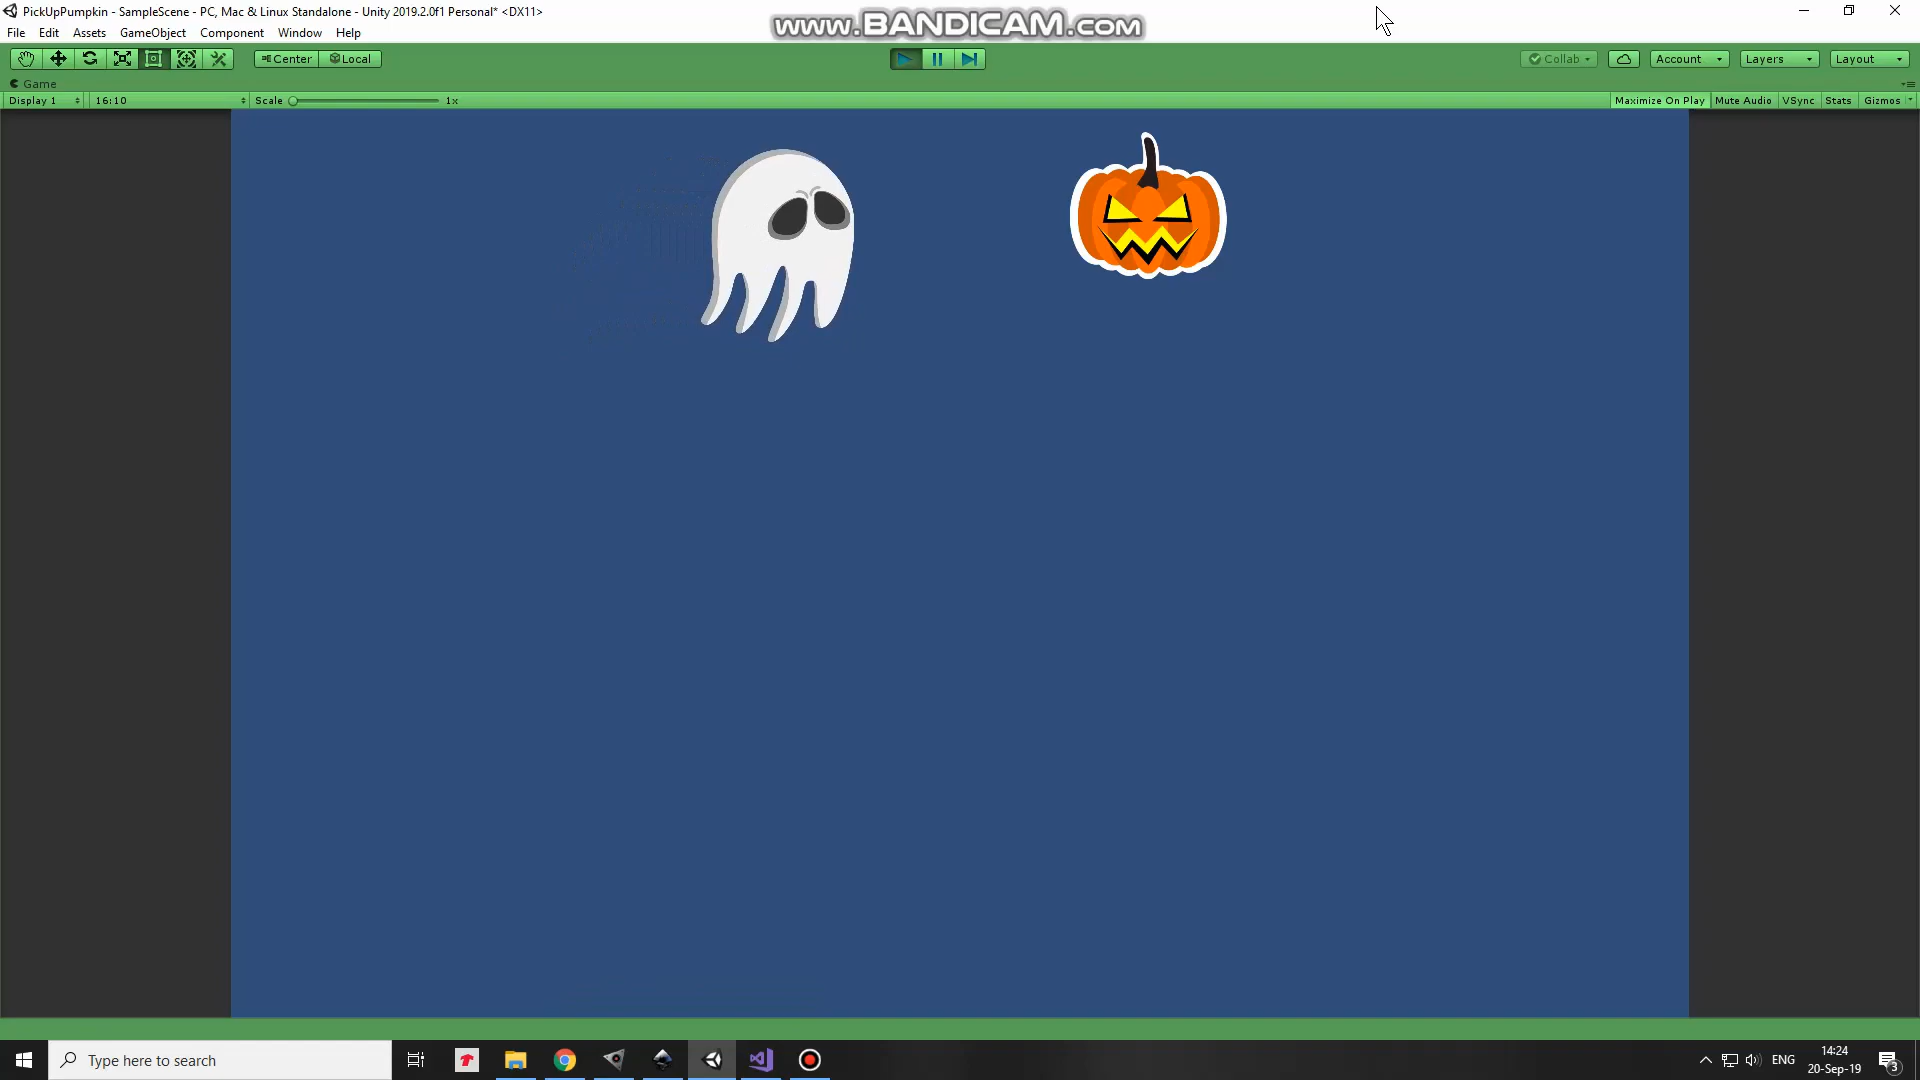 PickUpPumpkin - SampleScene - PC, Mac & Linux Standalone - Unity 2019.2.0f1 Personal* <DX11>
www.BANDICAM.com
File Edit Assets GameObject Component Window Help
Center Local
Collab Account Layers Layout
Game
Display 1 16:10 Scale 1x Maximize On Play Mute Audio VSync Stats Gizmos
Type here to search
ENG
14:24
20-Sep-19
3